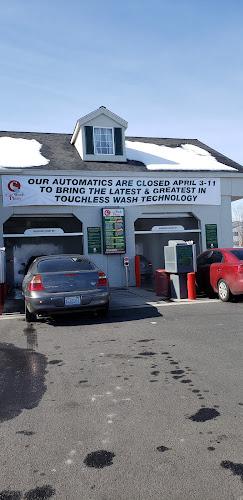 OUR AUTOMATICS ARE CLOSED APRIL 3-11
TO BRING THE LATEST & GREATEST IN
TOUCHLESS WASH TECHNOLOGY